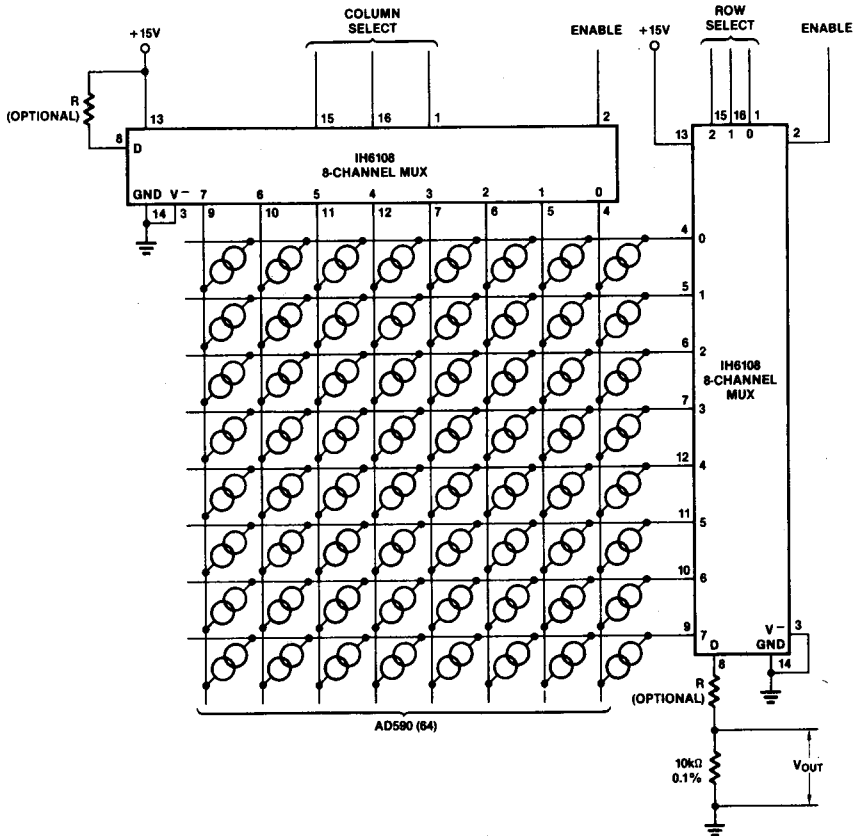 COLUMN
SELECT
ROW
SELECT
+15V
ENABLE
+15V
ENABLE
R
(OPTIONAL)
13
15
16
1
2
15
16
1
13
2
1
0
2
8
D
IH6108
8-CHANNEL MUX
GND
V−
7
6
5
4
3
2
1
0
14
3
9
10
11
12
7
6
5
4
4
0
5
1
6
2
7
3
IH6108
8-CHANNEL
MUX
12
4
11
5
10
6
9
7
D
V−
GND
3
8
14
R
(OPTIONAL)
AD590 (64)
10kΩ
0.1%
VOUT